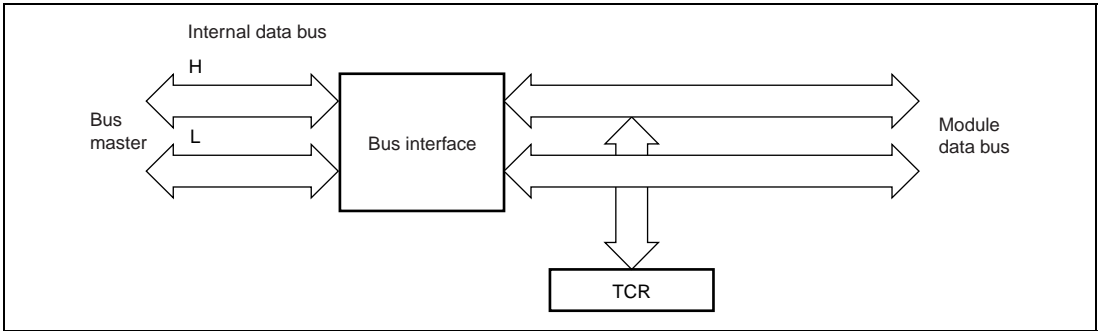 Internal data bus
H
Bus
master
L
Bus interface
Module
data bus
TCR